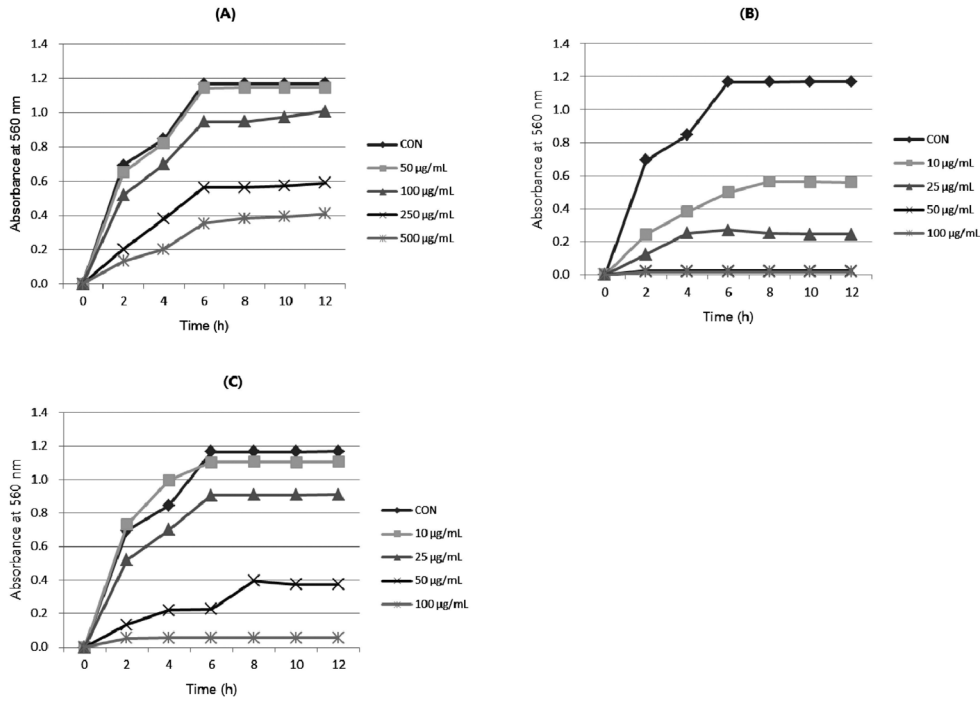 (A)
Absorbance at 560 nm
1.4
1.2
1.0
0.8
0.6
0.4
0.2
0.0
0 2 4 6 8 10 12
Time (h)
CON
50 µg/mL
100 µg/mL
250 µg/mL
500 µg/mL
(B)
Absorbance at 560 nm
1.4
1.2
1.0
0.8
0.6
0.4
0.2
0.0
0 2 4 6 8 10 12
Time (h)
CON
10 µg/mL
25 µg/mL
50 µg/mL
100 µg/mL
(C)
Absorbance at 560 nm
1.4
1.2
1.0
0.8
0.6
0.4
0.2
0.0
0 2 4 6 8 10 12
Time (h)
CON
10 µg/mL
25 µg/mL
50 µg/mL
100 µg/mL